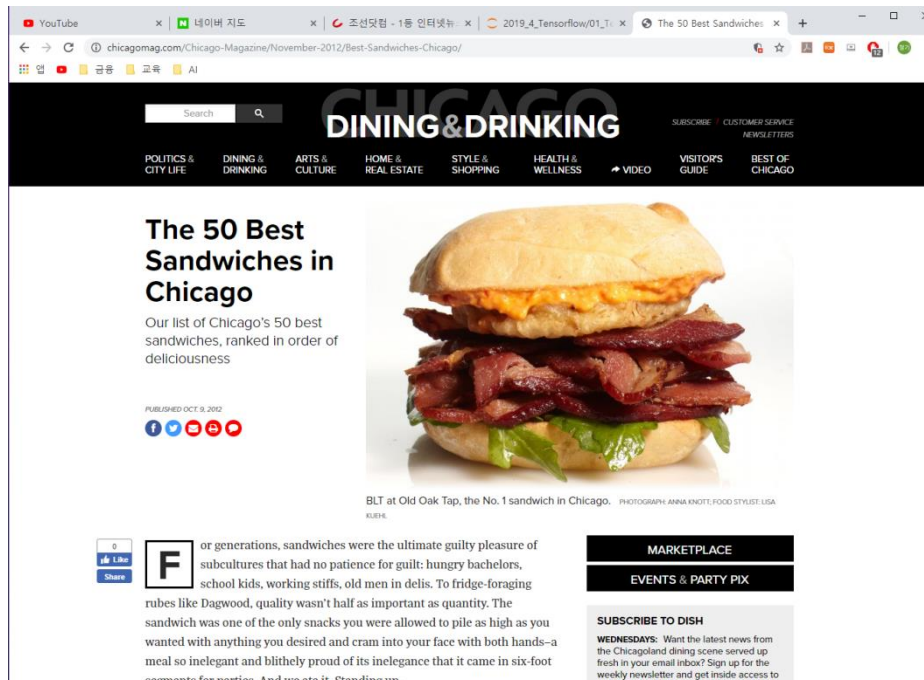 YouTube
네이버 지도
조선닷컴 - 1등 인터넷뉴
2019_4_Tensorflow/01_T
The 50 Best Sandwiches
chicagomag.com/Chicago-Magazine/November-2012/Best-Sandwiches-Chicago/
12
앱 금융 교육 AI
Search
CHICAGO
DINING&DRINKING
SUBSCRIBE CUSTOMER SERVICE
NEWSLETTERS
POLITICS & CITY LIFE
DINING & DRINKING
ARTS & CULTURE
HOME & REAL ESTATE
STYLE & SHOPPING
HEALTH & WELLNESS
VIDEO
VISITOR'S GUIDE
BEST OF CHICAGO
The 50 Best
Sandwiches in
Chicago
Our list of Chicago's 50 best
sandwiches, ranked in order of
deliciousness
PUBLISHED OCT. 9, 2012
BLT at Old Oak Tap, the No. 1 sandwich in Chicago. PHOTOGRAPH: ANNA KNOTT; FOOD STYLIST: LISA
KUEHL
0
Like
Share
For generations, sandwiches were the ultimate guilty pleasure of
subcultures that had no patience for guilt: hungry bachelors,
school kids, working stiffs, old men in delis. To fridge-foraging
rubes like Dagwood, quality wasn't half as important as quantity. The
sandwich was one of the only snacks you were allowed to pile as high as you
wanted with anything you desired and cram into your face with both hands–a
meal so inelegant and blithely proud of its inelegance that it came in six-foot
segments for parties. And we ate it. Standing up.
MARKETPLACE
EVENTS & PARTY PIX
SUBSCRIBE TO DISH
WEDNESDAYS: Want the latest news from
the Chicagoland dining scene served up
fresh in your email inbox? Sign up for the
weekly newsletter and get inside access to